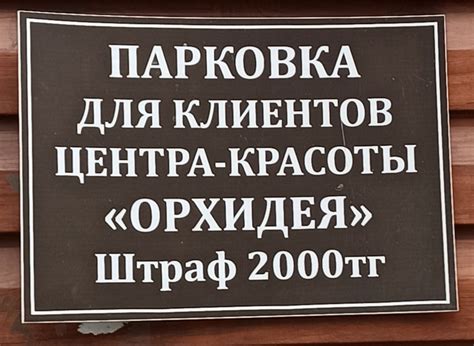 ПАРКОВКА
ДЛЯ КЛИЕНТОВ
ЦЕНТРА-КРАСОТЫ
«ОРХИДЕЯ»
Штраф 2000тг